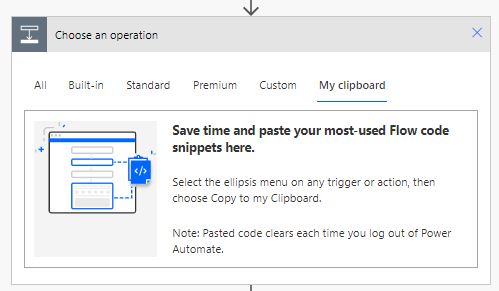 Choose an operation
All Built-in Standard Premium Custom My clipboard
Save time and paste your most-used Flow code
snippets here.
Select the ellipsis menu on any trigger or action, then
choose Copy to my Clipboard.
Note: Pasted code clears each time you log out of Power
Automate.